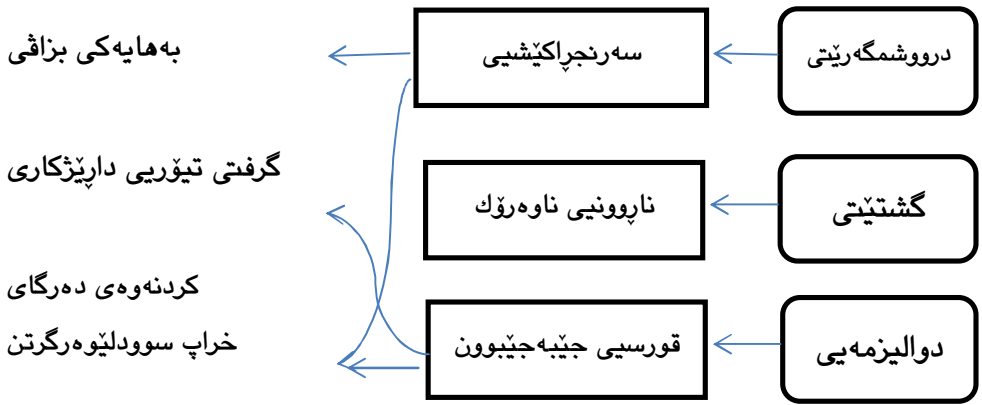 درووشمگەرێتی
سەرنجڕاکێشیی
بەهایەکی بزاڤی
گشتێتی
ناڕوونیی ناوەرۆك
گرفتی تیۆریی داڕێژکاری
دوالیزمەیی
قورسیی جێبەجێبوون
کردنەوەی دەرگای
خراپ سوودلێوەرگرتن